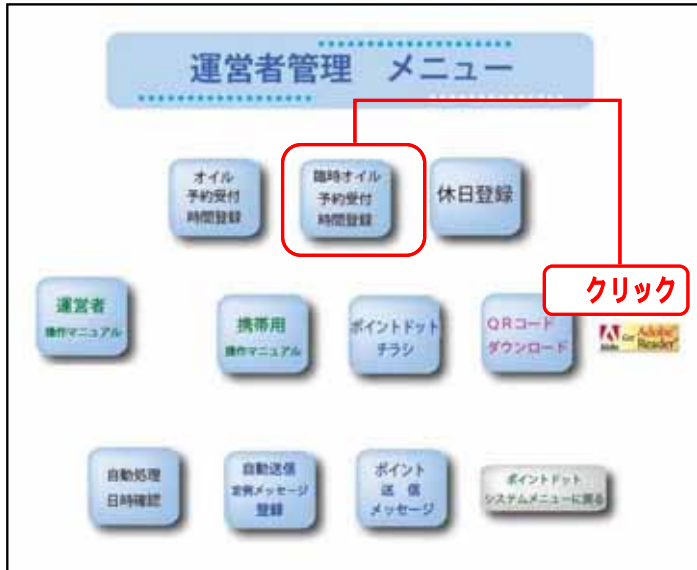 運営者管理 メニュー
オイル
予約受付
時間登録
臨時オイル
予約受付
時間登録
休日登録
クリック
運営者
操作マニュアル
携帯用
操作マニュアル
ポイントドット
チラシ
QRコード
ダウンロード
Get Adobe
Reader
自動処理
日時確認
自動送信
定例メッセージ
登録
ポイント
送 信
メッセージ
ポイントドット
システムメニューに戻る